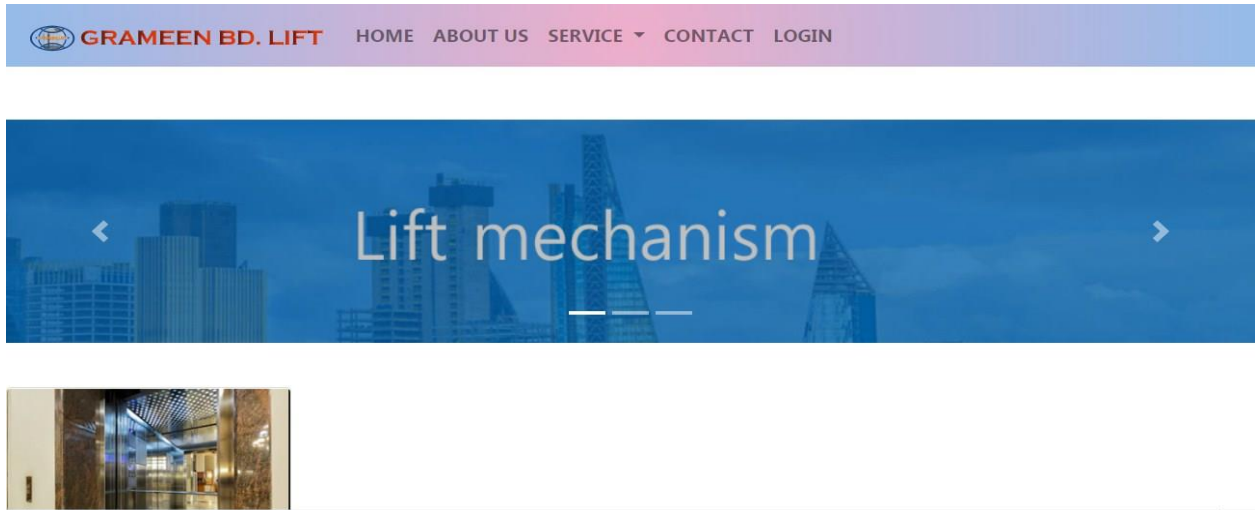 GRAMEEN BD. LIFT HOME ABOUT US SERVICE CONTACT LOGIN
Lift mechanism